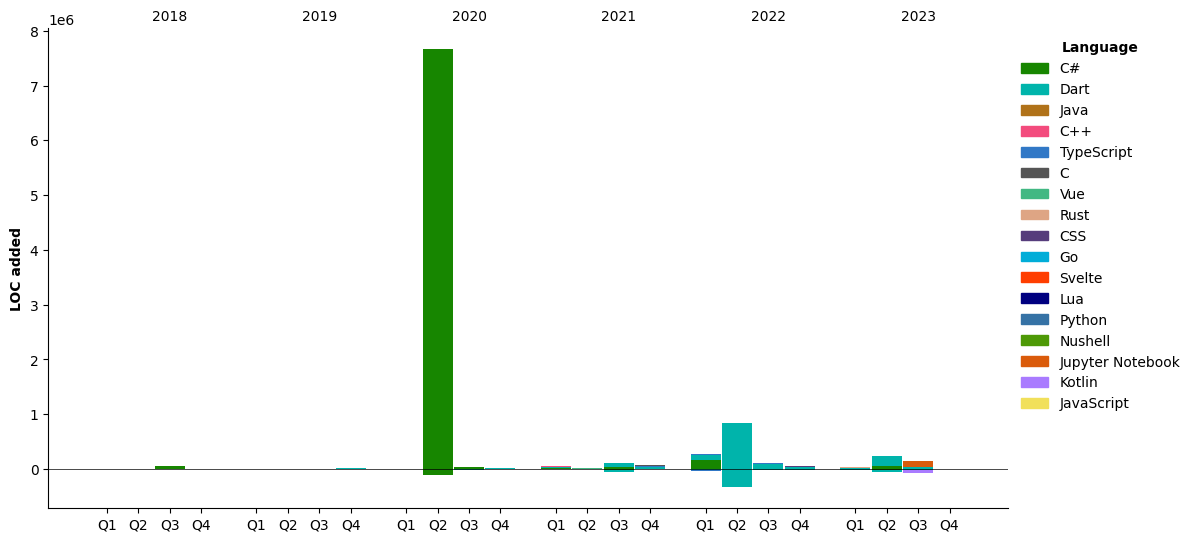 1e6
2018 2019 2020 2021 2022 2023
8
7
6
5
4
3
2
1
0
LOC added
Q1 Q2 Q3 Q4 Q1 Q2 Q3 Q4 Q1 Q2 Q3 Q4 Q1 Q2 Q3 Q4 Q1 Q2 Q3 Q4 Q1 Q2 Q3 Q4
Language
C#
Dart
Java
C++
TypeScript
C
Vue
Rust
CSS
Go
Svelte
Lua
Python
Nushell
Jupyter Notebook
Kotlin
JavaScript